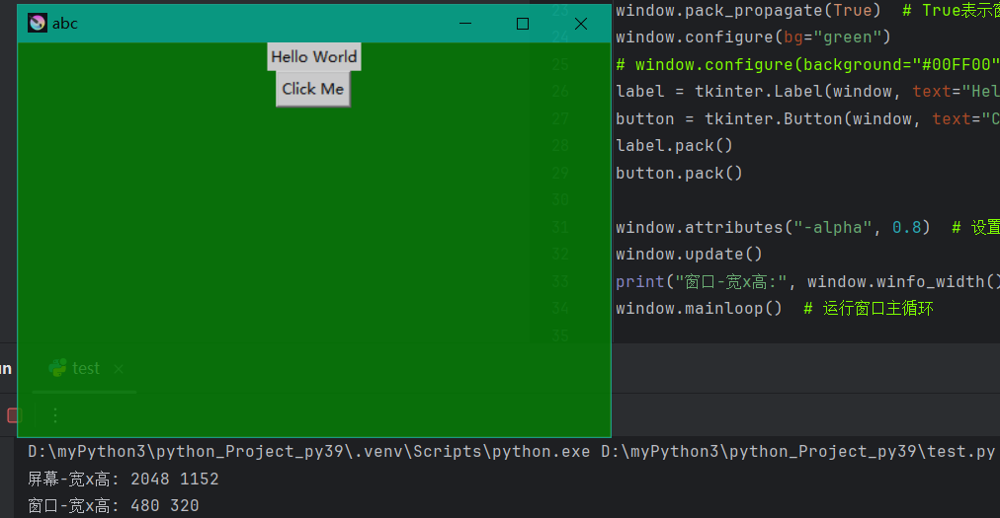 abc
Hello World
Click Me
23 window.pack_propagate(True)  # True表示窗
24 window.configure(bg="green")
25 # window.configure(background="#00FF00"
26 label = tkinter.Label(window, text="Hel
27 button = tkinter.Button(window, text="C
28 label.pack()
29 button.pack()
30
31 window.attributes("-alpha", 0.8)  # 设置
32 window.update()
33 print("窗口-宽x高:", window.winfo_width()
34 window.mainloop()  # 运行窗口主循环
35
un
test
D:\myPython3\python_Project_py39\.venv\Scripts\python.exe D:\myPython3\python_Project_py39\test.py
屏幕-宽x高: 2048 1152
窗口-宽x高: 480 320